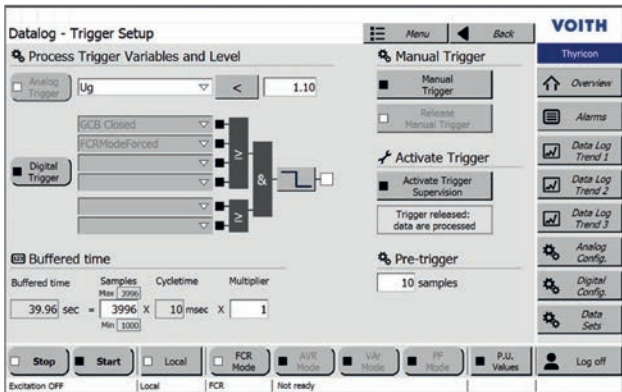 Datalog - Trigger Setup
Menu
Back
VOITH
Process Trigger Variables and Level
Manual Trigger
Thyricon
Analog
Trigger
Ug
<
1.10
Manual
Trigger
Overview
Release
Manual Trigger
Alarms
GCB Closed
FCRModeForced
≥
&
≥
Digital
Trigger
Activate Trigger
Activate Trigger
Supervision
Trigger released:
data are processed
Data Log
Trend 1
Data Log
Trend 2
Data Log
Trend 3
Buffered time
Pre-trigger
Analog
Config.
Buffered time
Samples
Cycletime
Multiplier
Max 3996
39.96 sec = 3996 X 10 msec X 1
Min 1000
10 samples
Digital
Config.
Data
Sets
Stop
Start
Local
FCR
Mode
AVR
Mode
VAr
Mode
PF
Mode
P.U.
Values
Log off
Excitation OFF
Local
FCR
Not ready